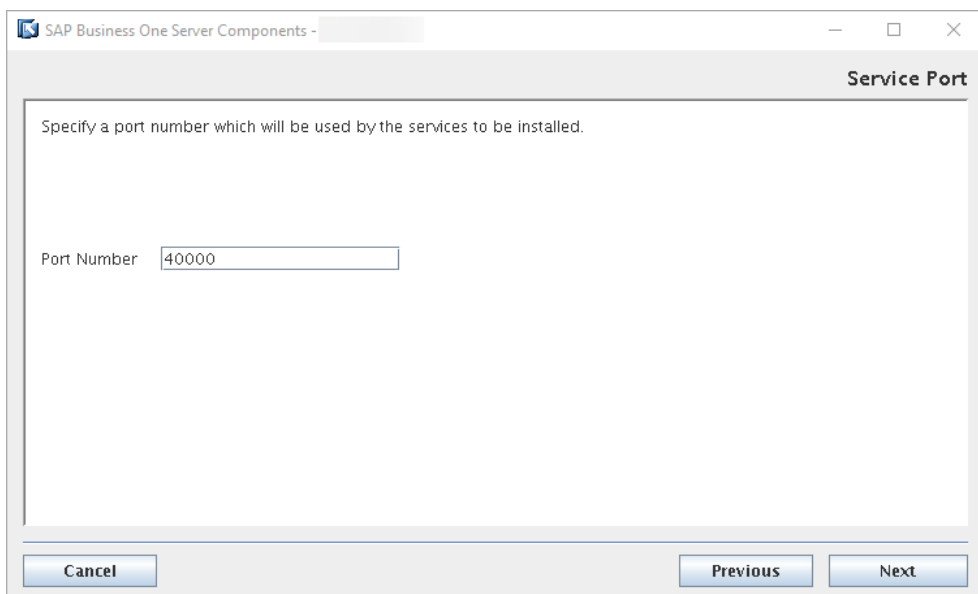 SAP Business One Server Components -
Service Port
Specify a port number which will be used by the services to be installed.
Port Number 40000
Cancel Previous Next